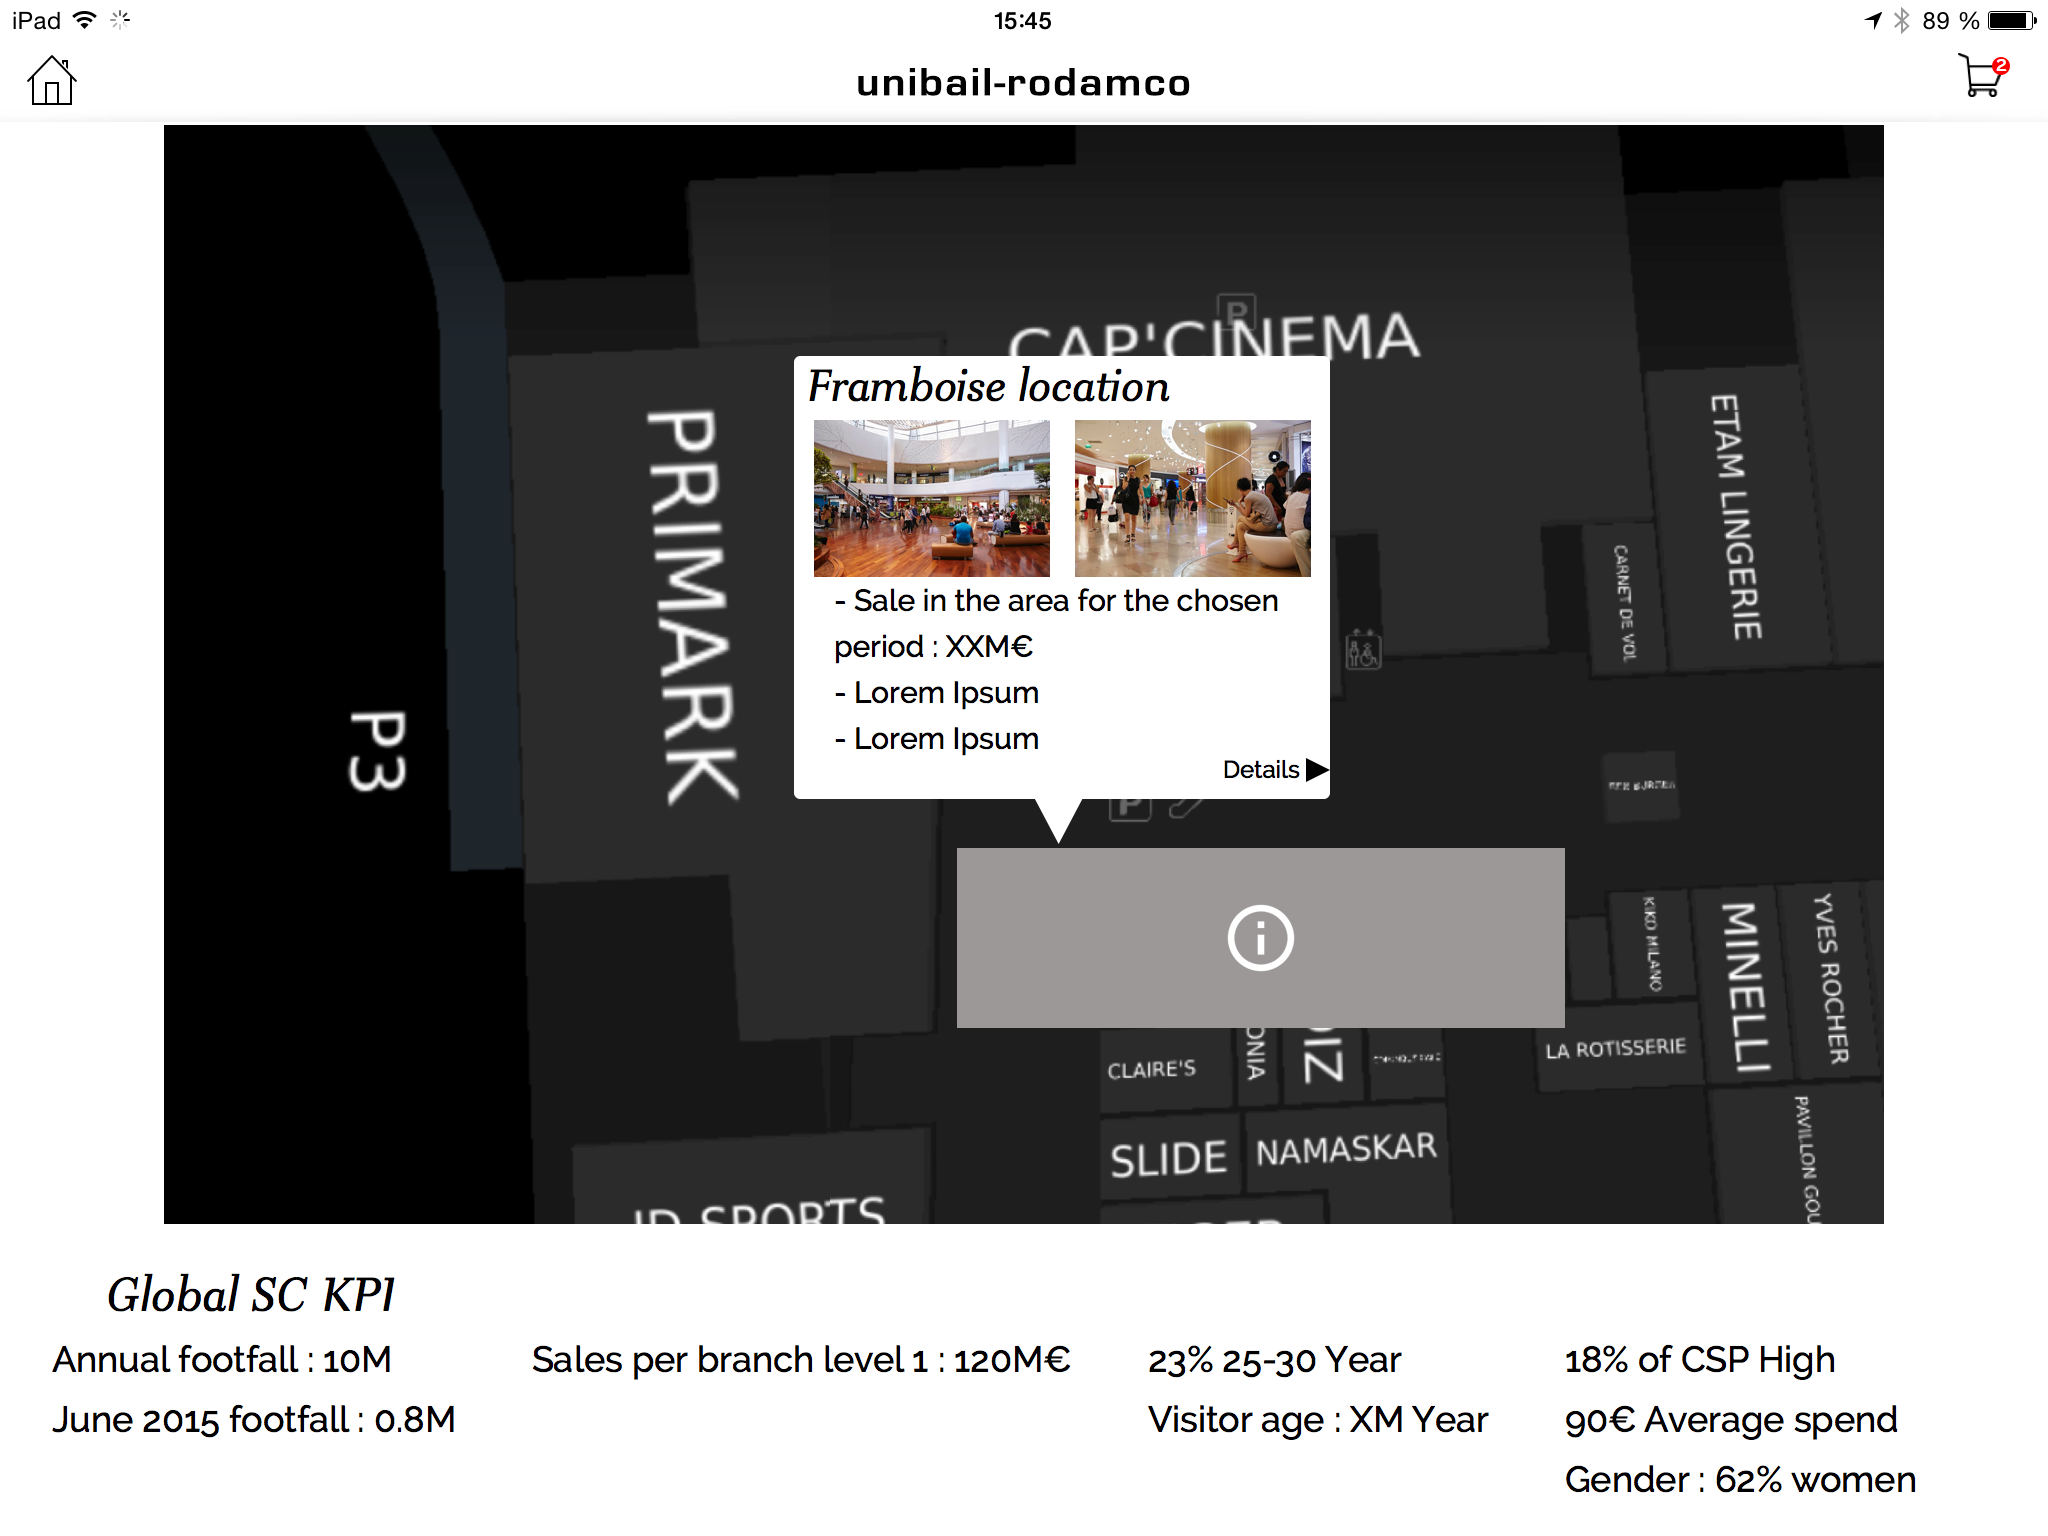 iPad 15:45 89 %
unibail-rodamco
2
P
CAP'CINEMA
Framboise location
PRIMARK
ETAM LINGERIE
CARNET DE VOL
- Sale in the area for the chosen
period : XXM€
- Lorem Ipsum
- Lorem Ipsum
Details
P3
P
KIKO MILANO
MINELLI
YVES ROCHER
LA ROTISSERIE
CLAIRE'S
ONIA
OIZ
SLIDE
NAMASKAR
PAVILLON GOU
JD SPORTS
Global SC KPI
Annual footfall : 10M
June 2015 footfall : 0.8M
Sales per branch level 1 : 120M€
23% 25-30 Year
Visitor age : XM Year
18% of CSP High
90€ Average spend
Gender : 62% women